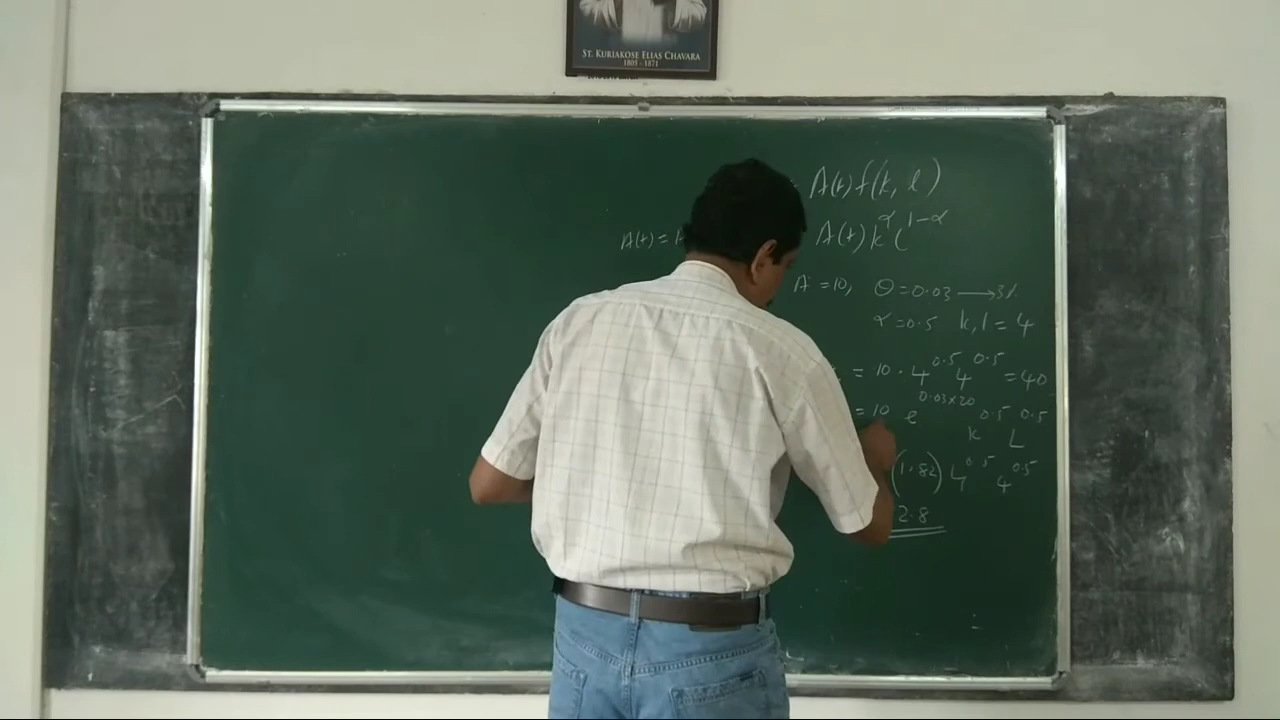 ST. KURIAKOSE ELIAS CHAVARA
1805 - 1871
A(t) f(k, l)
A(t) =
A(t) k^α l^1-α
A = 10, θ = 0.03 → 3%
α = 0.5 k, l = 4
= 10 . 4^0.5 4^0.5 = 40
= 10 e^0.03×20 K^0.5 L^0.5
(1.82) 4^0.5 4^0.5
2.8